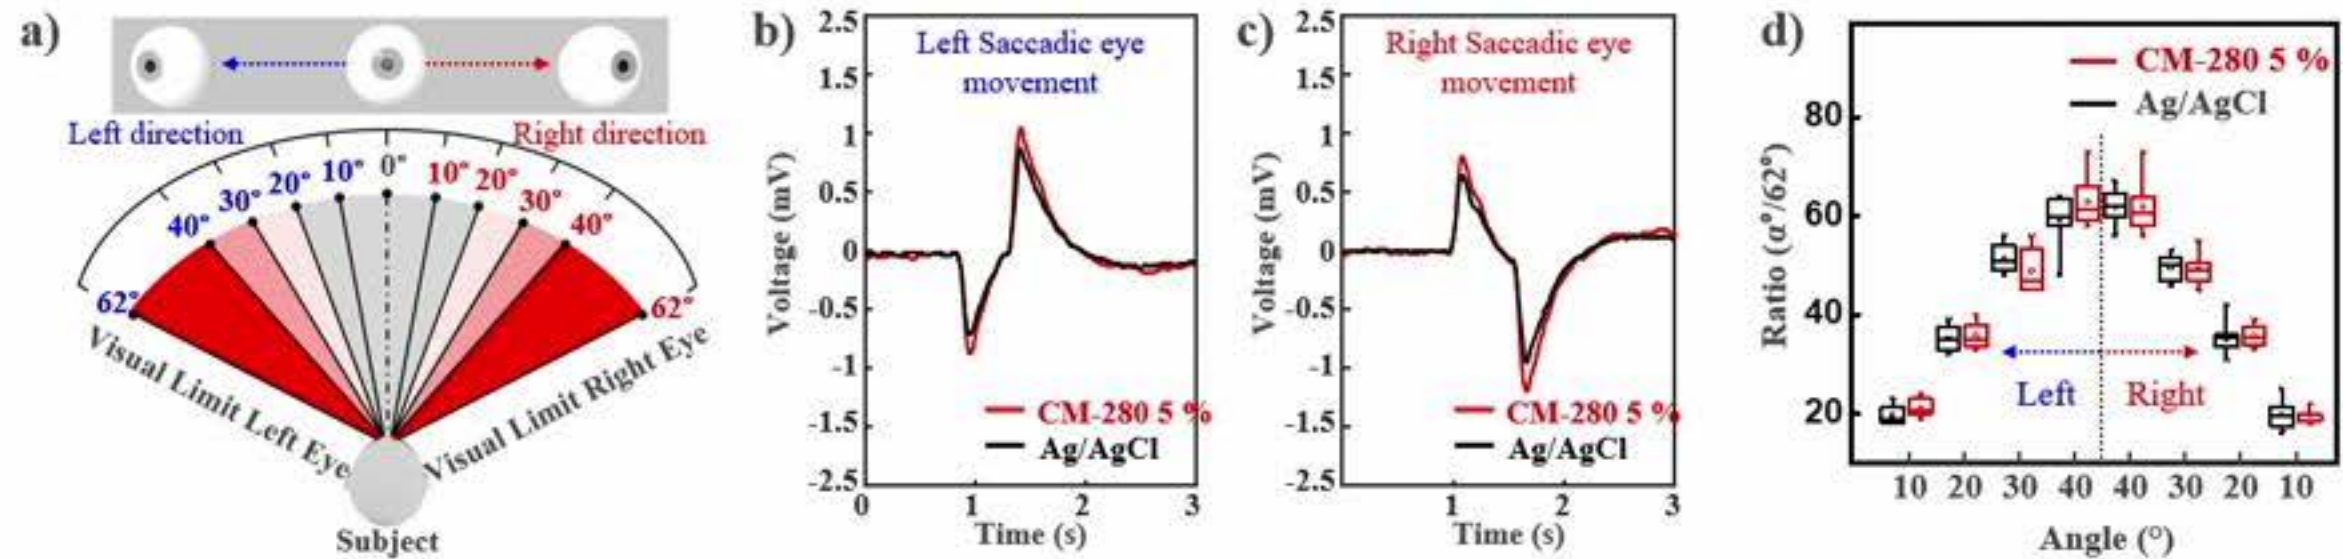 a)
Left direction
Right direction
62° 40° 30° 20° 10° 0° 10° 20° 30° 40° 62°
Visual Limit Left Eye
Visual Limit Right Eye
Subject
b)
Left Saccadic eye
movement
Voltage (mV)
2.5
1.5
1
0.5
0
-0.5
-1
-1.5
-2.5
CM-280 5 %
Ag/AgCl
0 1 2 3
Time (s)
c)
Right Saccadic eye
movement
Voltage (mV)
2.5
1.5
1
0.5
0
-0.5
-1
-1.5
-2.5
CM-280 5 %
Ag/AgCl
1 2 3
Time (s)
d)
CM-280 5 %
Ag/AgCl
Ratio (α°/62°)
80
60
40
20
Left Right
10 20 30 40 40 30 20 10
Angle (°)